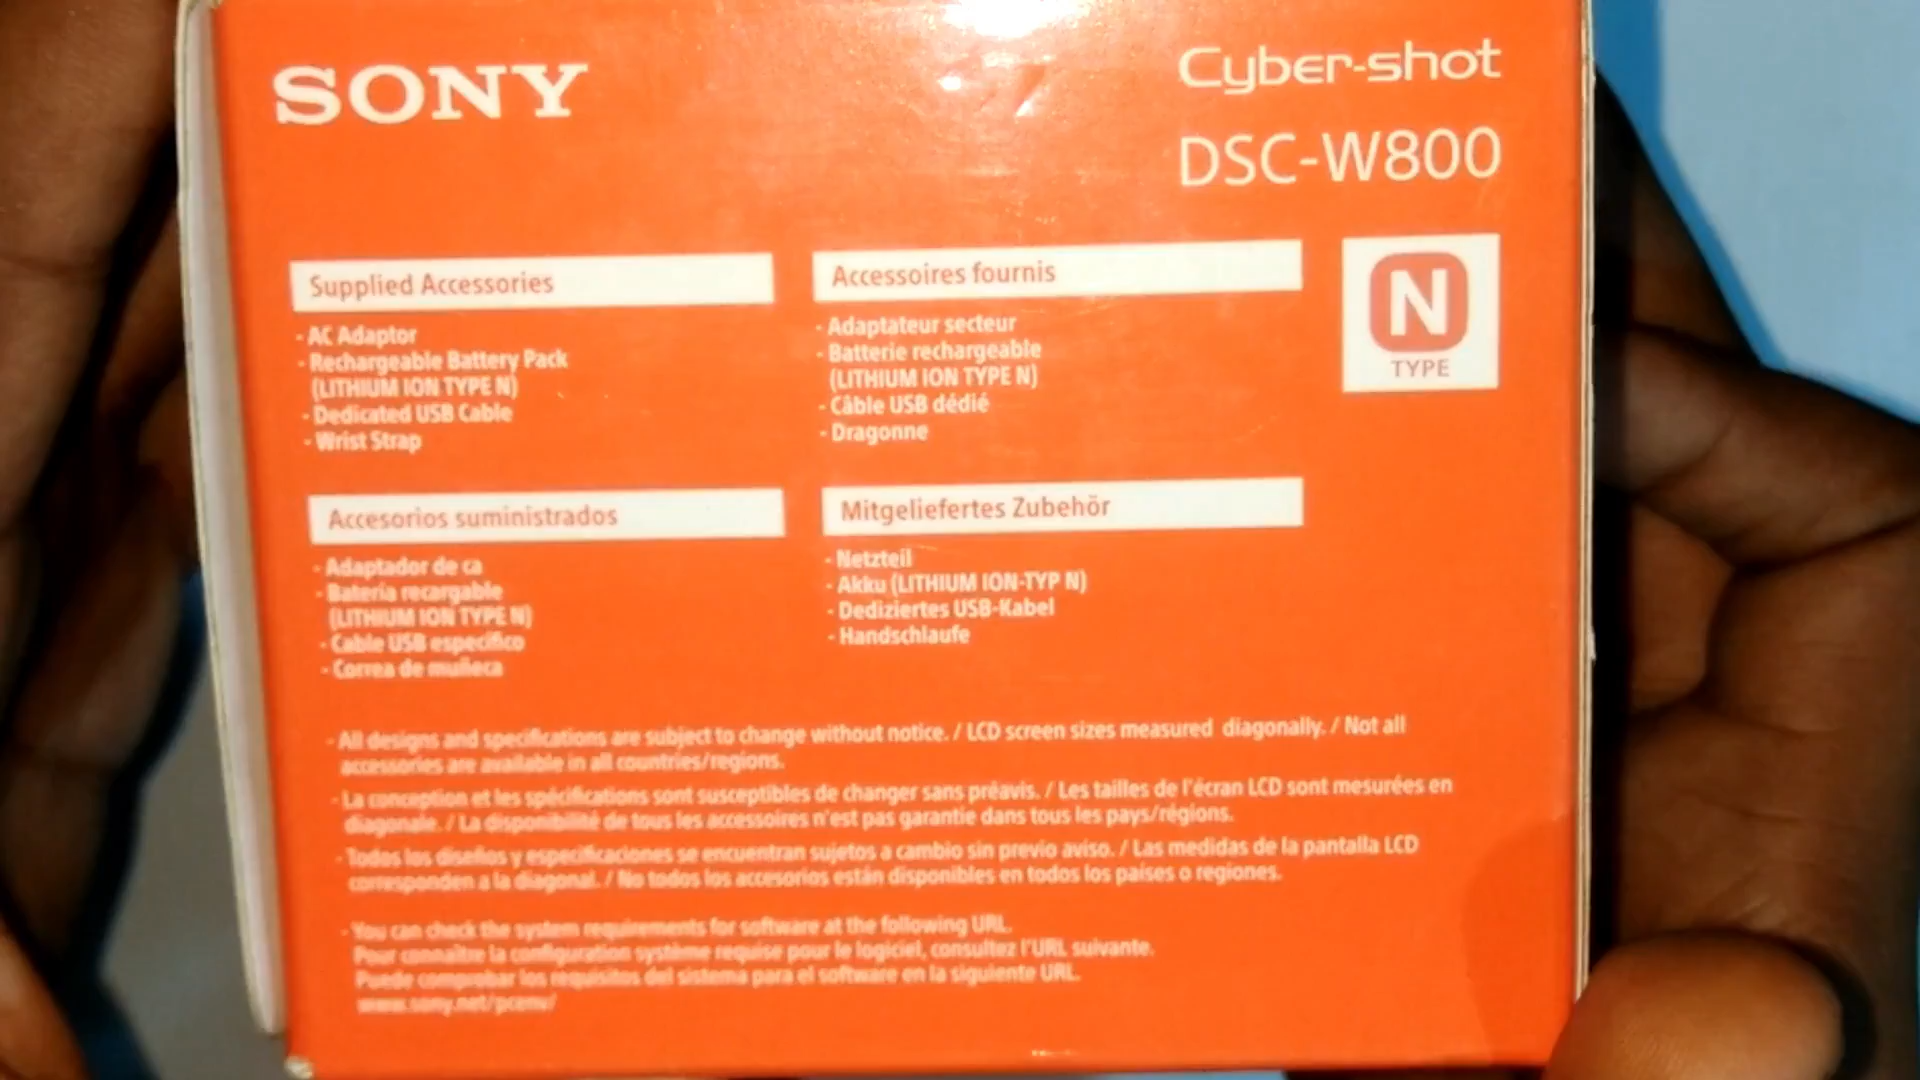 SONY
Cyber-shot
DSC-W800
Supplied Accessories
- AC Adaptor
- Rechargeable Battery Pack
(LITHIUM ION TYPE N)
- Dedicated USB Cable
- Wrist Strap
Accessoires fournis
- Adaptateur secteur
- Batterie rechargeable
(LITHIUM ION TYPE N)
- Câble USB dédié
- Dragonne
N
TYPE
Accesorios suministrados
- Adaptador de ca
- Batería recargable
(LITHIUM ION TYPE N)
- Cable USB específico
- Correa de muñeca
Mitgeliefertes Zubehör
- Netzteil
- Akku (LITHIUM ION-TYP N)
- Dediziertes USB-Kabel
- Handschlaufe
- All designs and specifications are subject to change without notice. / LCD screen sizes measured diagonally. / Not all
accessories are available in all countries/regions.
- La conception et les spécifications sont susceptibles de changer sans préavis. / Les tailles de l'écran LCD sont mesurées en
diagonale. / La disponibilité de tous les accessoires n'est pas garantie dans tous les pays/régions.
- Todos los diseños y especificaciones se encuentran sujetos a cambio sin previo aviso. / Las medidas de la pantalla LCD
corresponden a la diagonal. / No todos los accesorios están disponibles en todos los países o regiones.
- You can check the system requirements for software at the following URL.
Pour connaître la configuration système requise pour le logiciel, consultez l'URL suivante.
Puede comprobar los requisitos del sistema para el software en la siguiente URL.
www.sony.net/pcenv/